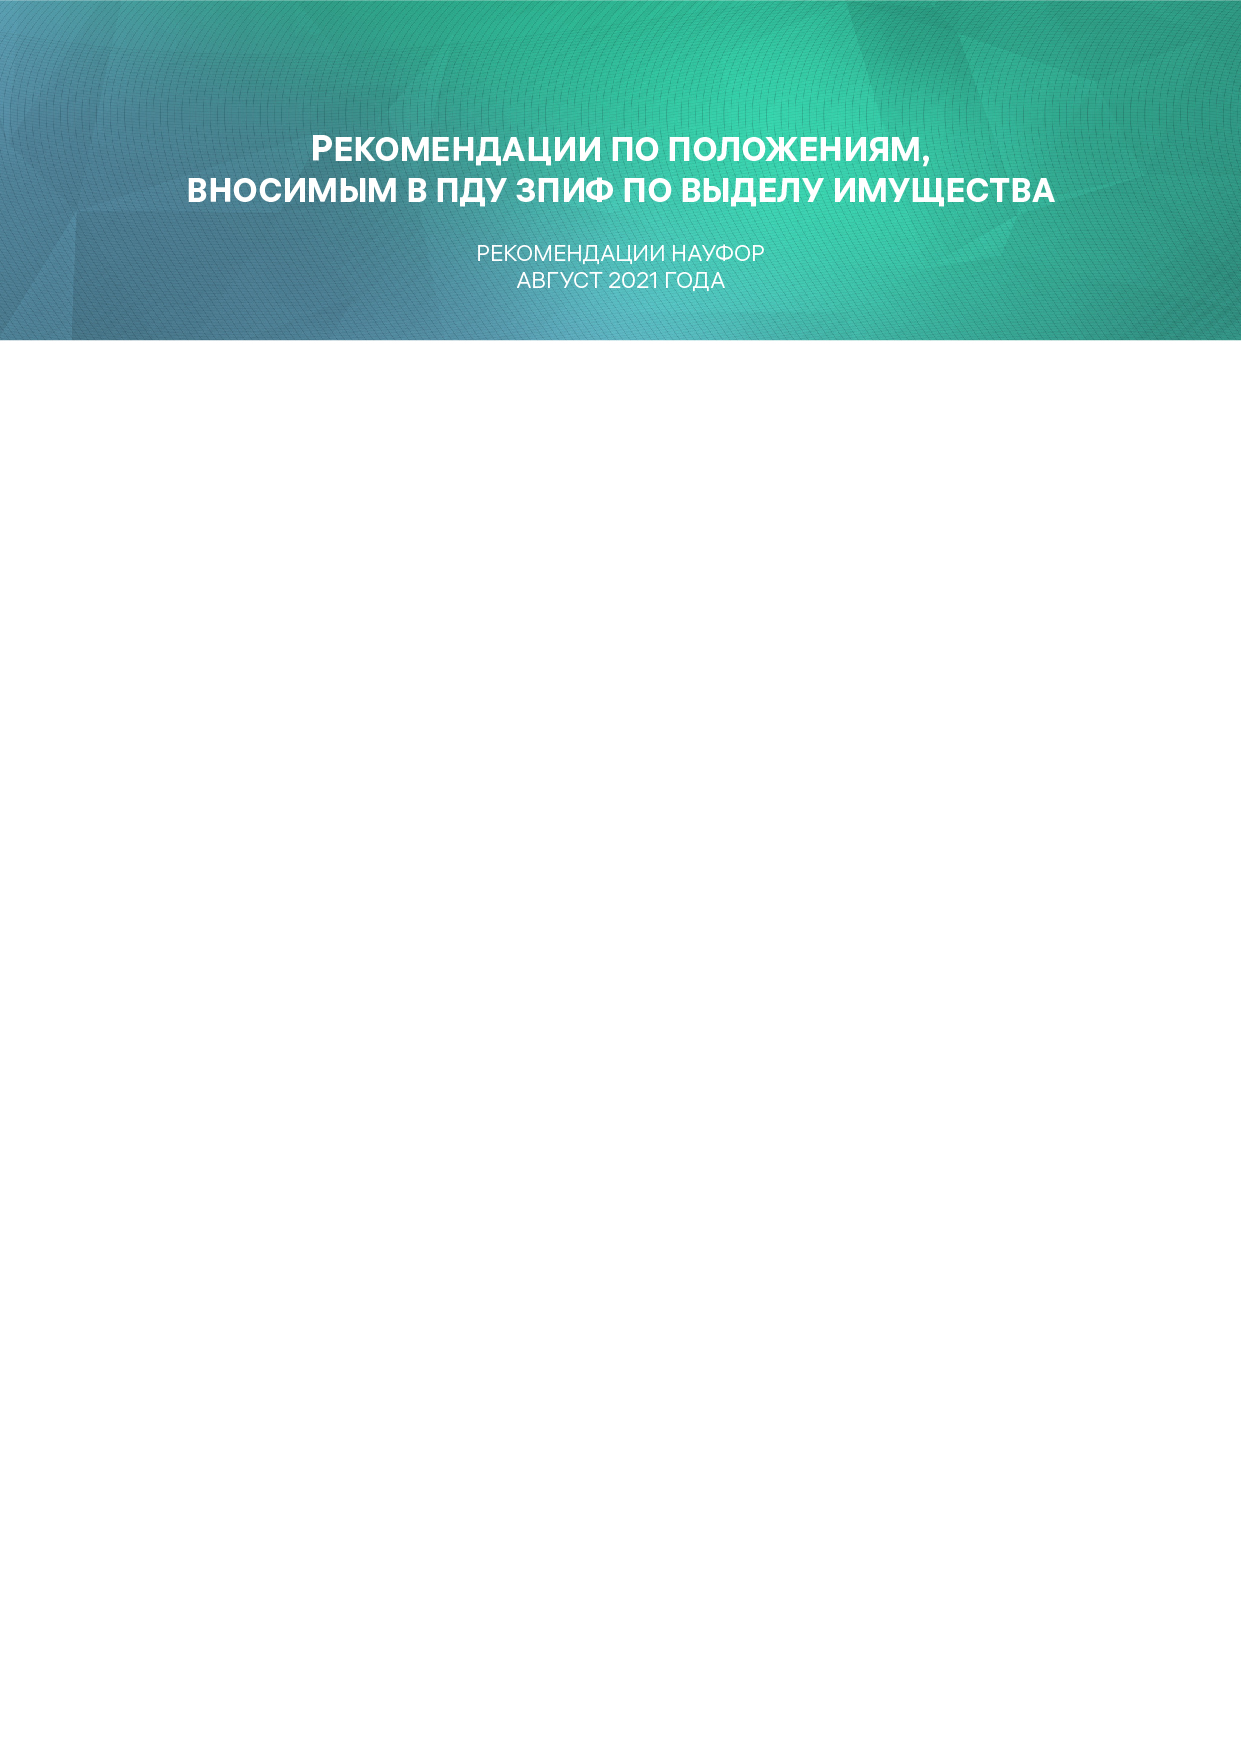 РЕКОМЕНДАЦИИ ПО ПОЛОЖЕНИЯМ,
ВНОСИМЫМ В ПДУ ЗПИФ ПО ВЫДЕЛУ ИМУЩЕСТВА
РЕКОМЕНДАЦИИ НАУФОР
АВГУСТ 2021 ГОДА